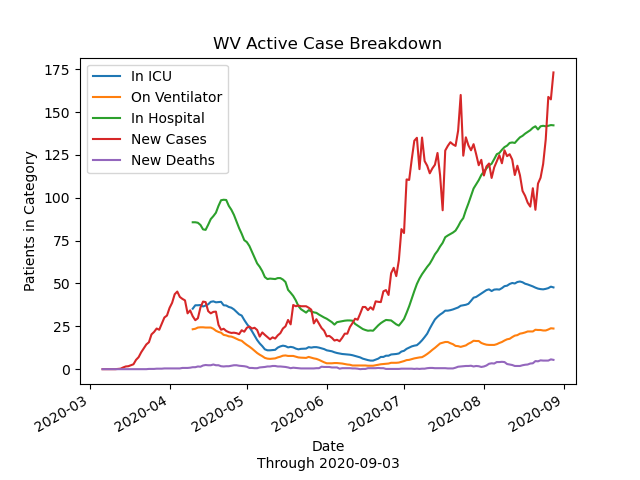 WV Active Case Breakdown
In ICU
On Ventilator
In Hospital
New Cases
New Deaths
Patients in Category
175
150
125
100
75
50
25
0
2020-03
2020-04
2020-05
2020-06
2020-07
2020-08
2020-09
Date
Through 2020-09-03